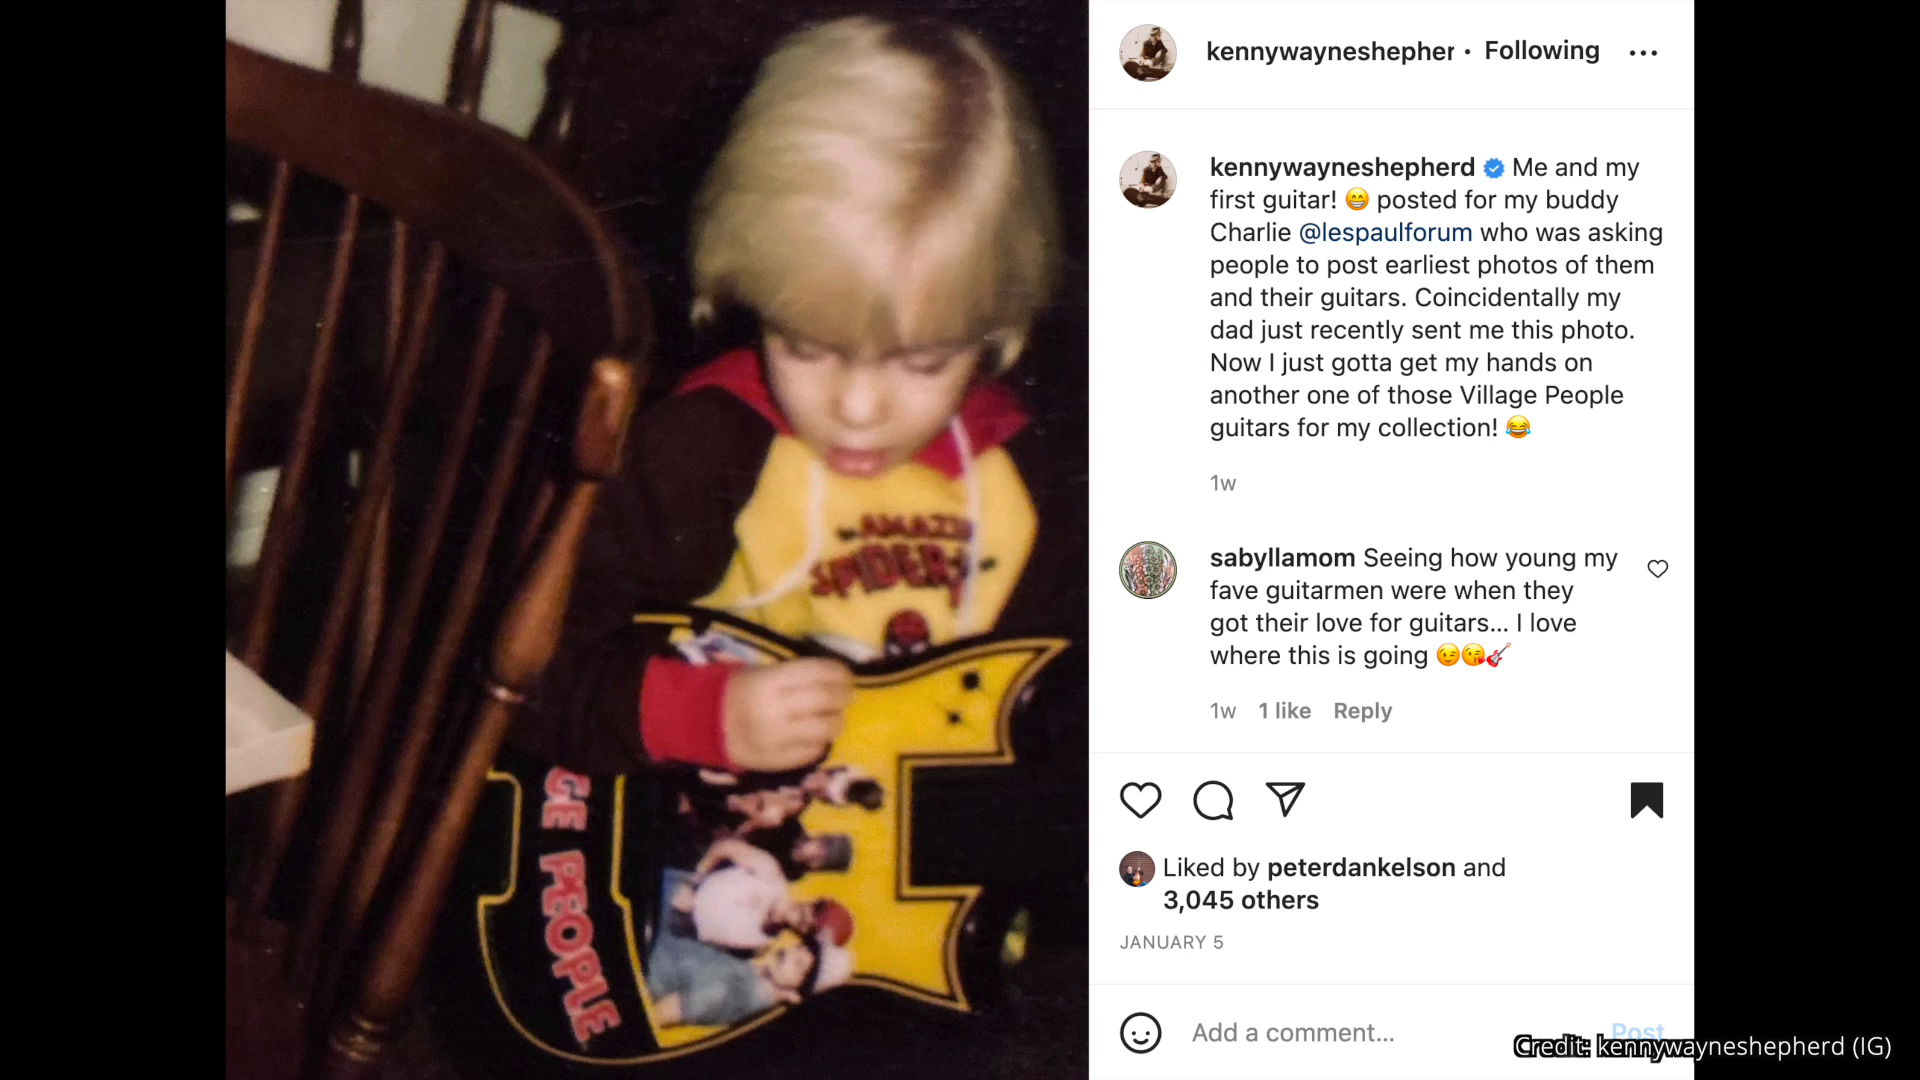 kennywayneshepher • Following
kennywayneshepherd Me and my
first guitar! 😁 posted for my buddy
Charlie @lespaulforum who was asking
people to post earliest photos of them
and their guitars. Coincidentally my
dad just recently sent me this photo.
Now I just gotta get my hands on
another one of those Village People
guitars for my collection! 😂
1w
sabyllamom Seeing how young my
fave guitarmen were when they
got their love for guitars... I love
where this is going 😉😘🎸
1w 1 like Reply
Liked by peterdankelson and
3,045 others
JANUARY 5
Add a comment...
Post
Credit: kennywayneshepherd (IG)
AMAZIN
SPIDER
GE PEOPLE